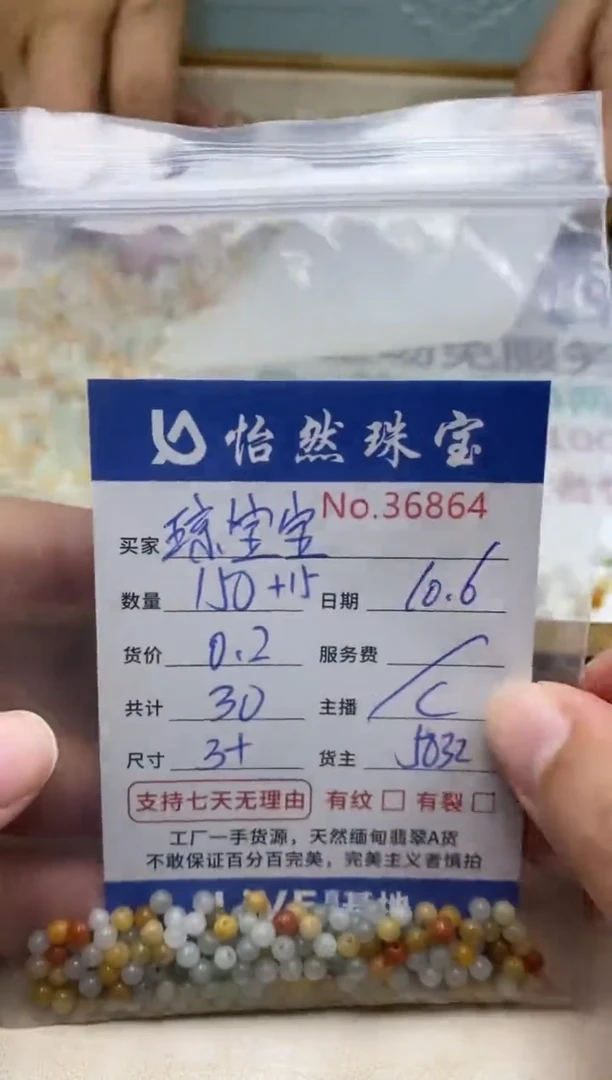 怡然珠宝
No.36864
买家 琼宝宝
数量 150+15 日期 10.6
货价 0.2 服务费 /
共计 30 主播 C
尺寸 3+ 货主 J032
支持七天无理由 有纹 □ 有裂 □
工厂一手货源，天然缅甸翡翠A货
不敢保证百分百完美，完美主义者慎拍
基地